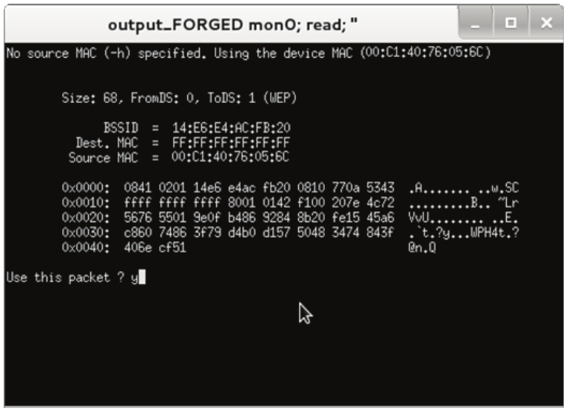 output_FORGED mon0; read; "
No source MAC (-h) specified. Using the device MAC (00:C1:40:76:05:6C)
Size: 68, FromDS: 0, ToDS: 1 (WEP)
BSSID = 14:E6:E4:AC:FB:20
Dest. MAC = FF:FF:FF:FF:FF:FF
Source MAC = 00:C1:40:76:05:6C
0x0000: 0841 0201 14e6 e4ac fb20 0810 770a 5343 .A....... ..w.SC
0x0010: ffff ffff ffff 8001 0142 f100 207e 4c72 .........B.. ~Lr
0x0020: 5676 5501 9e0f b486 9284 8b20 fe15 45a6 VvU........ ..E.
0x0030: c860 7486 3f79 d4b0 d157 5048 3474 843f .`t.?y...WPH4t.?
0x0040: 406e cf51 @n.Q
Use this packet ? y